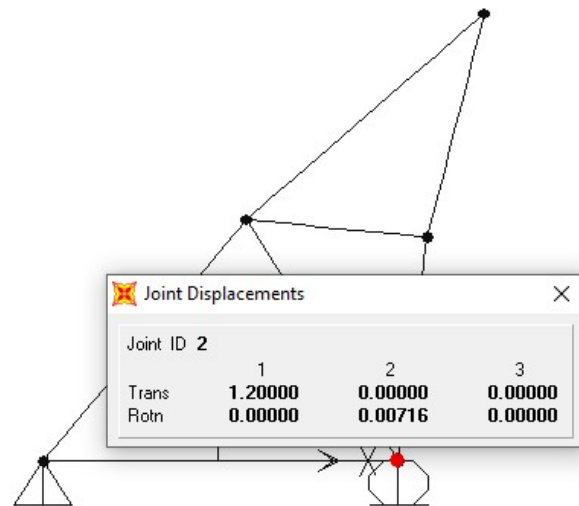 Joint Displacements
Joint ID 2
1 2 3
Trans 1.20000 0.00000 0.00000
Rotn 0.00000 0.00716 0.00000